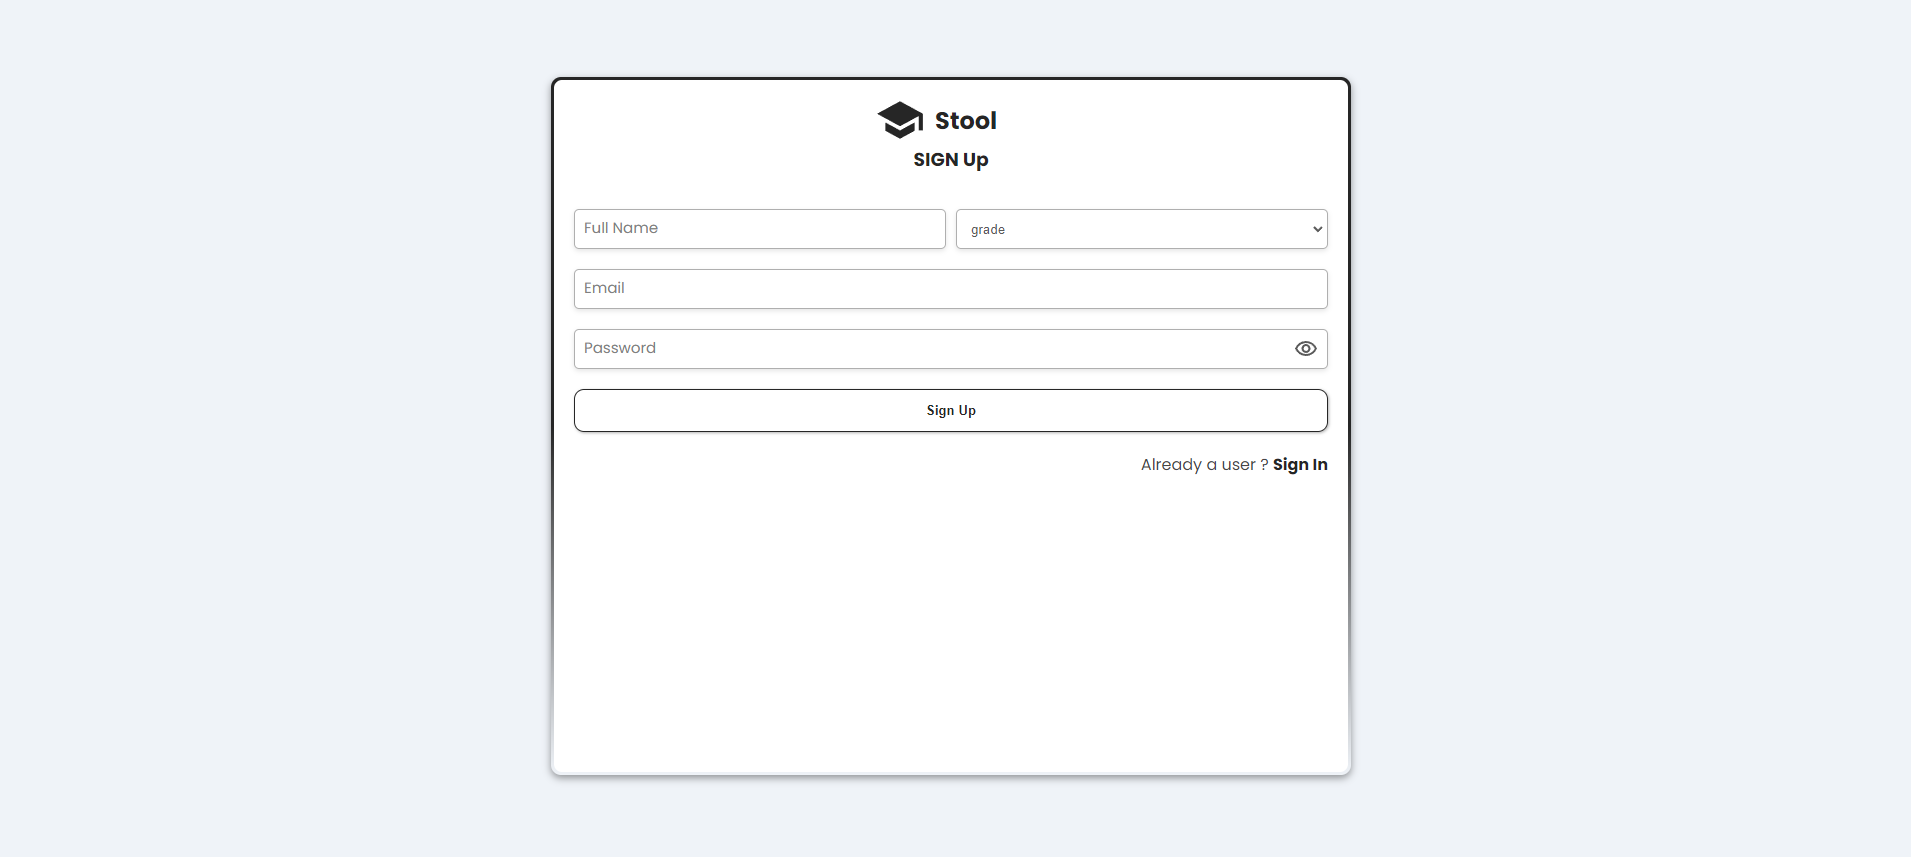 Stool
SIGN Up
Full Name
grade
Email
Password
Sign Up
Already a user ? Sign In